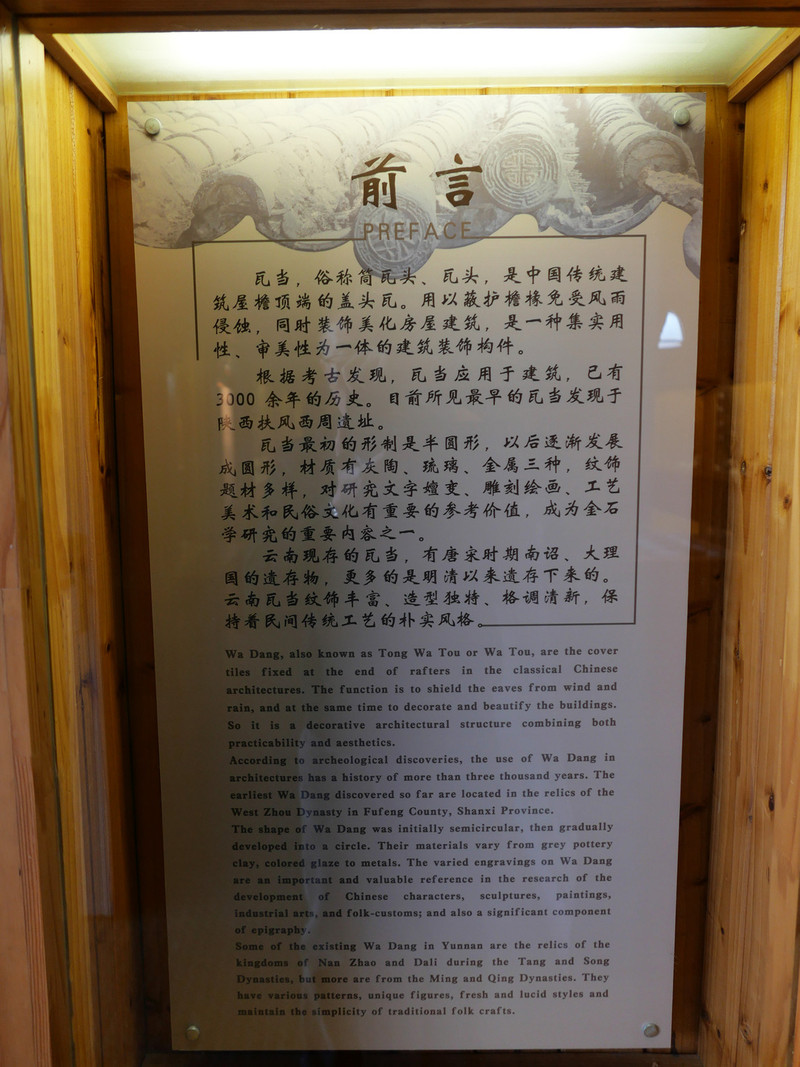 前言
PREFACE
瓦当，俗称筒瓦头、瓦头，是中国传统建
筑屋檐顶端的盖头瓦。用以蔽护檐椽免受风雨
侵蚀，同时装饰美化房屋建筑，是一种集实用
性、审美性为一体的建筑装饰构件。
根据考古发现，瓦当应用于建筑，已有
3000 余年的历史。目前所见最早的瓦当发现于
陕西扶风西周遗址。
瓦当最初的形制是半圆形，以后逐渐发展
成圆形，材质有灰陶、琉璃、金属三种，纹饰
题材多样，对研究文字嬗变、雕刻绘画、工艺
美术和民俗文化有重要的参考价值，成为金石
学研究的重要内容之一。
云南现存的瓦当，有唐宋时期南诏、大理
国的遗存物，更多的是明清以来遗存下来的。
云南瓦当纹饰丰富、造型独特、格调清新，保
持着民间传统工艺的朴实风格。
Wa Dang, also known as Tong Wa Tou or Wa Tou, are the cover
tiles fixed at the end of rafters in the classical Chinese
architectures. The function is to shield the eaves from wind and
rain, and at the same time to decorate and beautify the buildings.
So it is a decorative architectural structure combining both
practicability and aesthetics.
According to archeological discoveries, the use of Wa Dang in
architectures has a history of more than three thousand years. The
earliest Wa Dang discovered so far are located in the relics of the
West Zhou Dynasty in Fufeng County, Shanxi Province.
The shape of Wa Dang was initially semicircular, then gradually
developed into a circle. Their materials vary from grey pottery
clay, colored glaze to metals. The varied engravings on Wa Dang
are an important and valuable reference in the research of the
development of Chinese characters, sculptures, paintings,
industrial arts, and folk-customs; and also a significant component
of epigraphy.
Some of the existing Wa Dang in Yunnan are the relics of the
kingdoms of Nan Zhao and Dali during the Tang and Song
Dynasties, but more are from the Ming and Qing Dynasties. They
have various patterns, unique figures, fresh and lucid styles and
maintain the simplicity of traditional folk crafts.